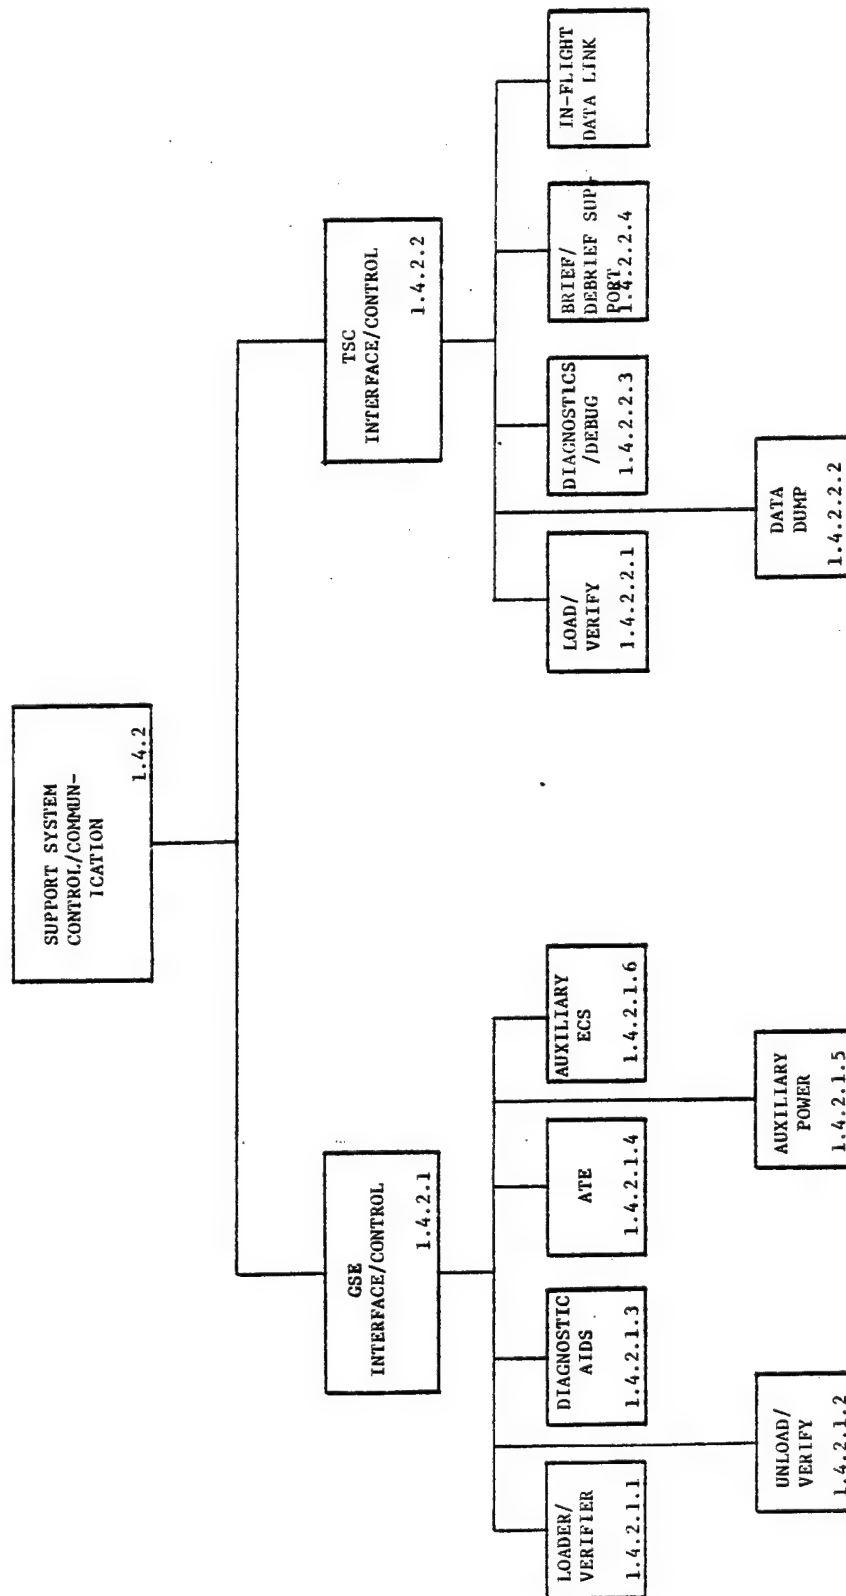 SUPPORT SYSTEM
CONTROL/COMMUN-
ICATION
1.4.2
GSE
INTERFACE/CONTROL
1.4.2.1
TSC
INTERFACE/CONTROL
1.4.2.2
LOADER/
VERIFIER
1.4.2.1.1
DIAGNOSTIC
AIDS
1.4.2.1.3
ATE
1.4.2.1.4
AUXILIARY
ECS
1.4.2.1.6
LOAD/
VERIFY
1.4.2.2.1
DIAGNOSTICS
/DEBUG
1.4.2.2.3
BRIEF/
DEBRIEF SUP-
PORT
1.4.2.2.4
IN-FLIGHT
DATA LINK
UNLOAD/
VERIFY
1.4.2.1.2
AUXILIARY
POWER
1.4.2.1.5
DATA
DUMP
1.4.2.2.2